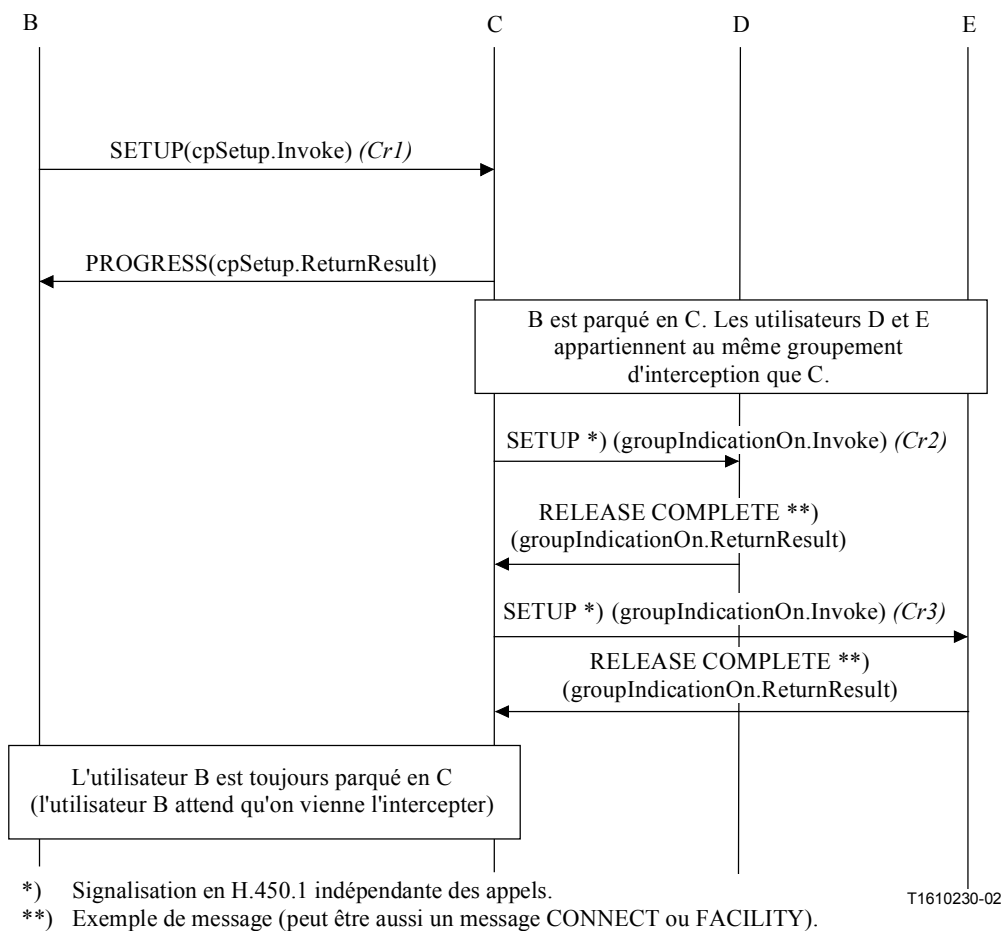 B C D E
SETUP(cpSetup.Invoke) (Cr1)
PROGRESS(cpSetup.ReturnResult)
B est parqué en C. Les utilisateurs D et E
appartiennent au même groupement
d'interception que C.
SETUP *) (groupIndicationOn.Invoke) (Cr2)
RELEASE COMPLETE **)
(groupIndicationOn.ReturnResult)
SETUP *) (groupIndicationOn.Invoke) (Cr3)
RELEASE COMPLETE **)
(groupIndicationOn.ReturnResult)
L'utilisateur B est toujours parqué en C
(l'utilisateur B attend qu'on vienne l'intercepter)
*) Signalisation en H.450.1 indépendante des appels.
T1610230-02
**) Exemple de message (peut être aussi un message CONNECT ou FACILITY).